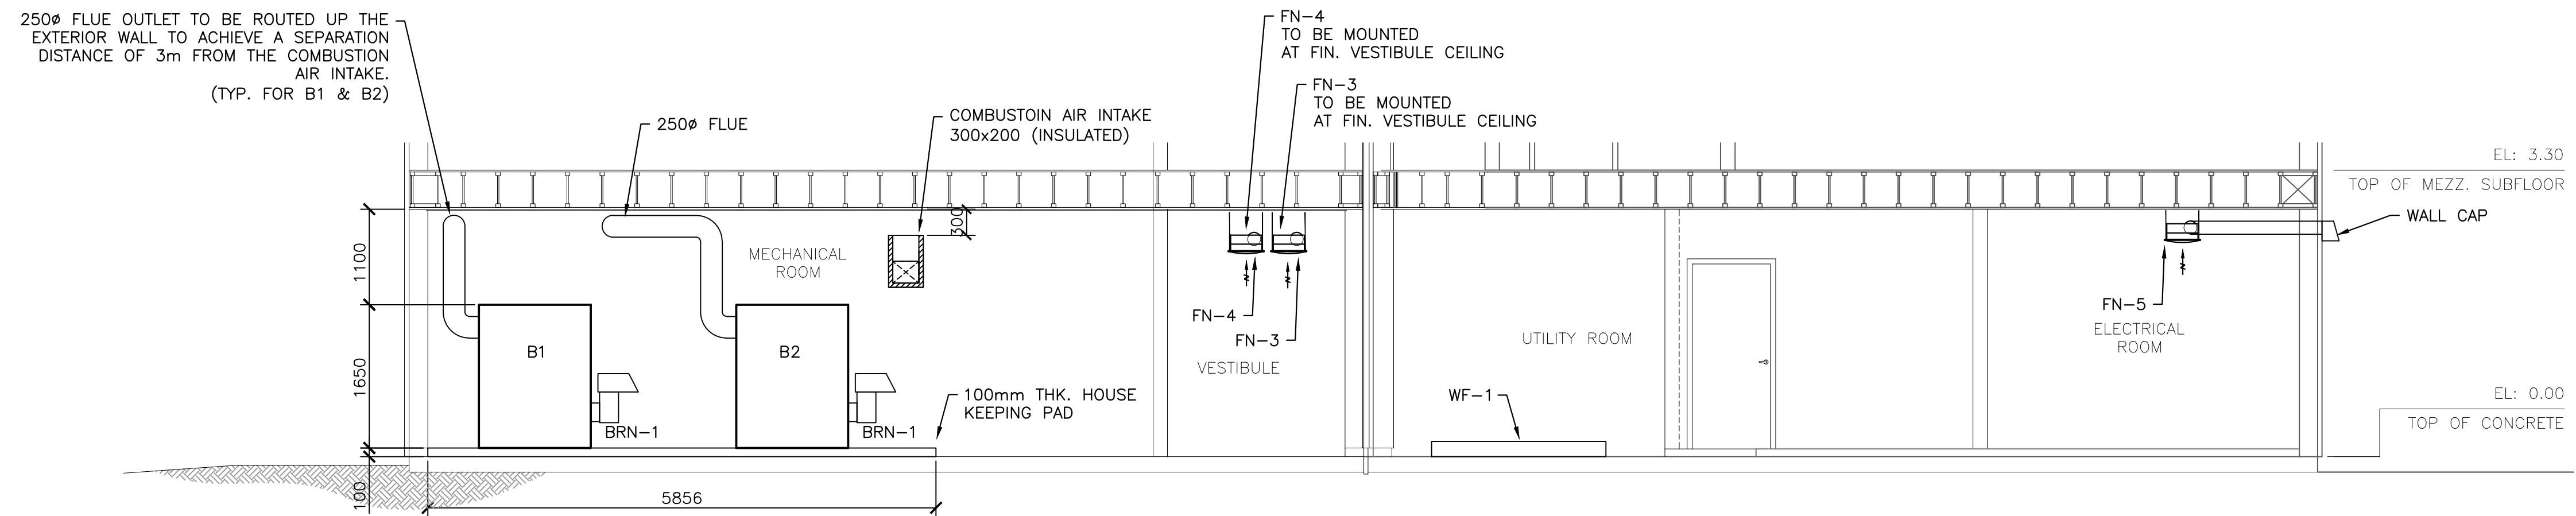 250ø FLUE OUTLET TO BE ROUTED UP THE
EXTERIOR WALL TO ACHIEVE A SEPARATION
DISTANCE OF 3m FROM THE COMBUSTION
AIR INTAKE.
(TYP. FOR B1 & B2)
250ø FLUE
COMBUSTOIN AIR INTAKE
300x200 (INSULATED)
FN-4
TO BE MOUNTED
AT FIN. VESTIBULE CEILING
FN-3
TO BE MOUNTED
AT FIN. VESTIBULE CEILING
EL: 3.30
TOP OF MEZZ. SUBFLOOR
WALL CAP
300
1100
MECHANICAL
ROOM
FN-4
FN-3
VESTIBULE
UTILITY ROOM
FN-5
ELECTRICAL
ROOM
B1
B2
1650
BRN-1
BRN-1
100mm THK. HOUSE
KEEPING PAD
WF-1
EL: 0.00
TOP OF CONCRETE
100
5856